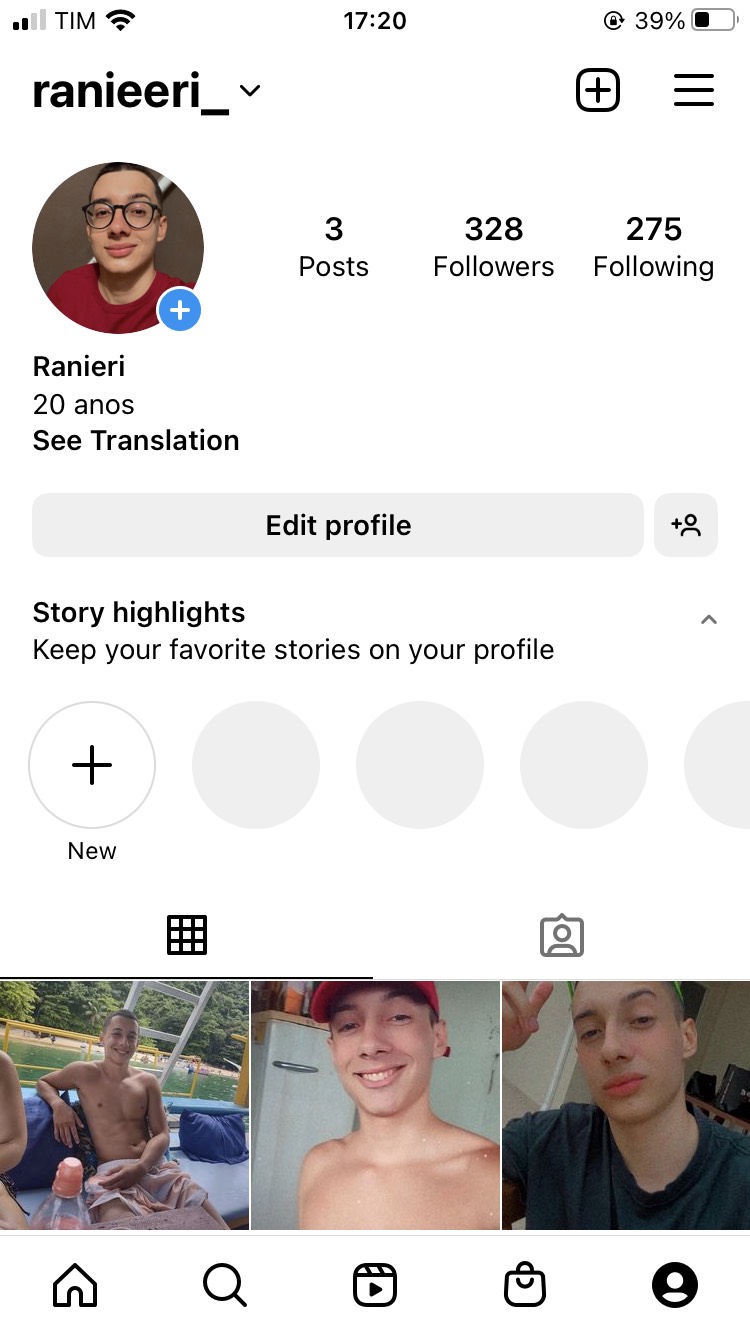 TIM 17:20 39%
ranieeri_
3 328 275
Posts Followers Following
Ranieri
20 anos
See Translation
Edit profile
Story highlights
Keep your favorite stories on your profile
New